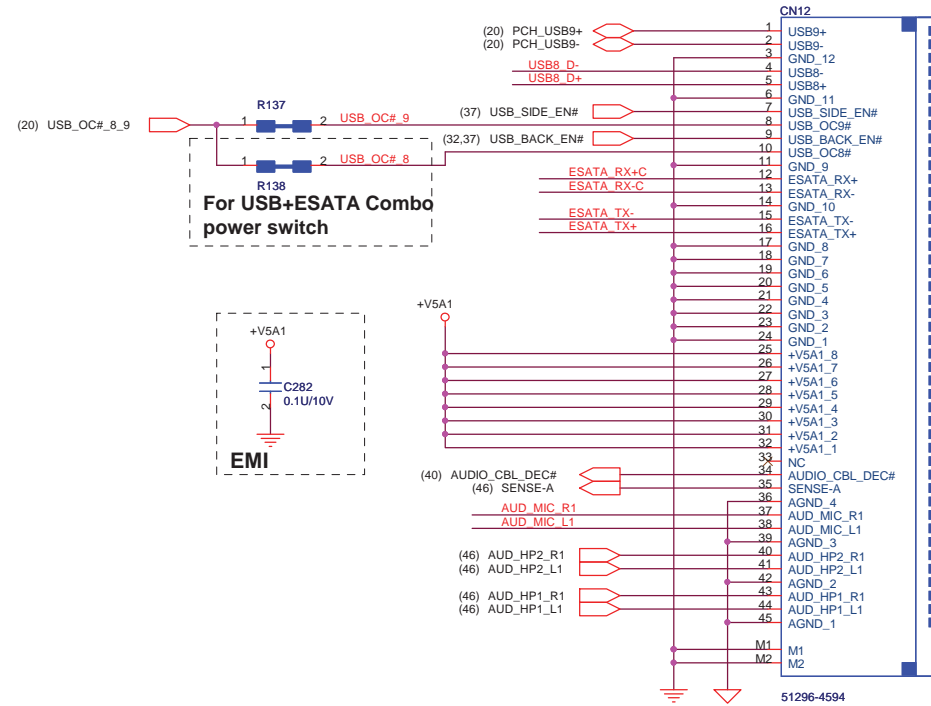 CN12
(20) PCH_USB9+ 1 USB9+
(20) PCH_USB9- 2 USB9-
3 GND_12
USB8_D- 4 USB8-
USB8_D+ 5 USB8+
6 GND_11
(37) USB_SIDE_EN# 7 USB_SIDE_EN#
R137
(20) USB_OC#_8_9 1 2 USB_OC#_9 8 USB_OC9#
(32,37) USB_BACK_EN# 9 USB_BACK_EN#
1 2 USB_OC#_8 10 USB_OC8#
R138
11 GND_9
For USB+ESATA Combo
power switch
ESATA_RX+C 12 ESATA_RX+
ESATA_RX-C 13 ESATA_RX-
14 GND_10
ESATA_TX- 15 ESATA_TX-
ESATA_TX+ 16 ESATA_TX+
17 GND_8
18 GND_7
19 GND_6
20 GND_5
21 GND_4
22 GND_3
23 GND_2
24 GND_1
+V5A1
25 +V5A1_8
26 +V5A1_7
27 +V5A1_6
28 +V5A1_5
29 +V5A1_4
30 +V5A1_3
31 +V5A1_2
32 +V5A1_1
+V5A1
1
C282
0.1U/10V
2
EMI
33 NC
(40) AUDIO_CBL_DEC# 34 AUDIO_CBL_DEC#
(46) SENSE-A 35 SENSE-A
36 AGND_4
AUD_MIC_R1 37 AUD_MIC_R1
AUD_MIC_L1 38 AUD_MIC_L1
39 AGND_3
(46) AUD_HP2_R1 40 AUD_HP2_R1
(46) AUD_HP2_L1 41 AUD_HP2_L1
42 AGND_2
(46) AUD_HP1_R1 43 AUD_HP1_R1
(46) AUD_HP1_L1 44 AUD_HP1_L1
45 AGND_1
M1 M1
M2 M2
51296-4594